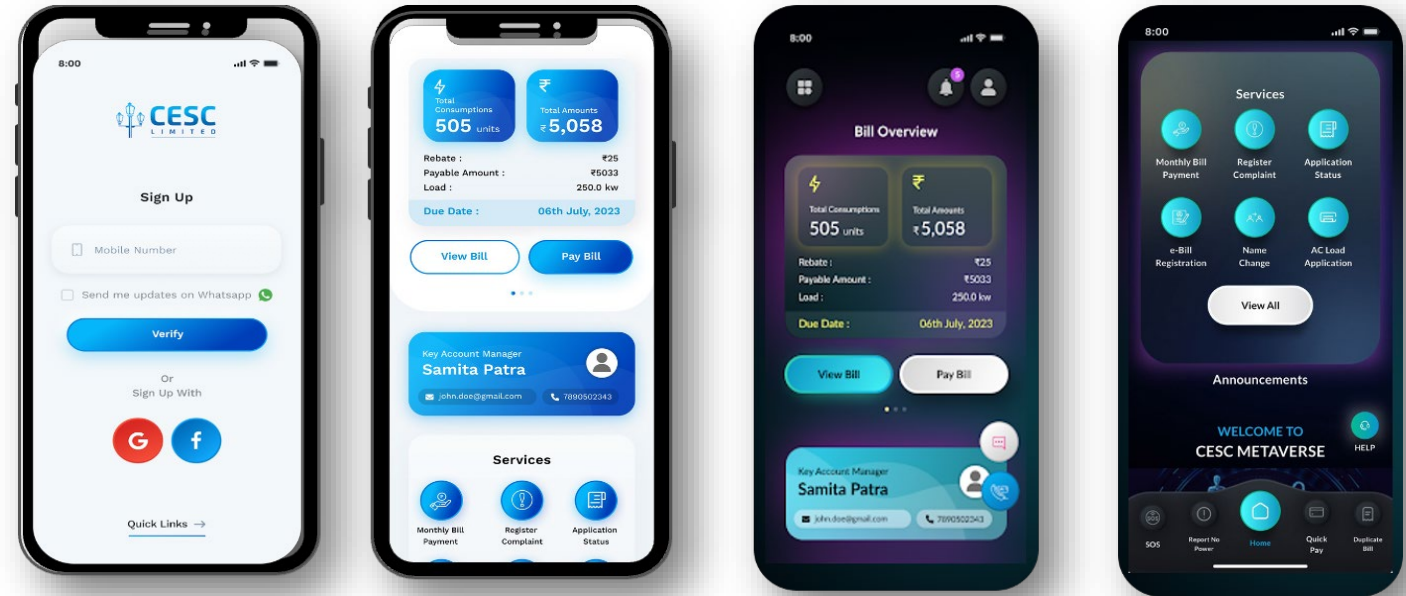 8:00
CESC
LIMITED
Sign Up
Mobile Number
Send me updates on Whatsapp
Verify
Or
Sign Up With
G f
Quick Links →
Total
Consumptions
505 units
₹
Total Amounts
₹5,058
Rebate : ₹25
Payable Amount : ₹5033
Load : 250.0 kw
Due Date : 06th July, 2023
View Bill
Pay Bill
Key Account Manager
Samita Patra
john.doe@gmail.com
7890502343
Services
Monthly Bill
Payment
Register
Complaint
Application
Status
8:00
5
Bill Overview
Total Consumptions
505 units
₹
Total Amounts
₹5,058
Rebate : ₹25
Payable Amount : ₹5033
Load : 250.0 kw
Due Date : 06th July, 2023
View Bill
Pay Bill
Key Account Manager
Samita Patra
john.doe@gmail.com
7890502343
8:00
Services
Monthly Bill
Payment
Register
Complaint
Application
Status
e-Bill
Registration
Name
Change
AC Load
Application
View All
Announcements
WELCOME TO
CESC METAVERSE
HELP
SOS
SOS
Report No
Power
Home
Quick
Pay
Duplicate
Bill